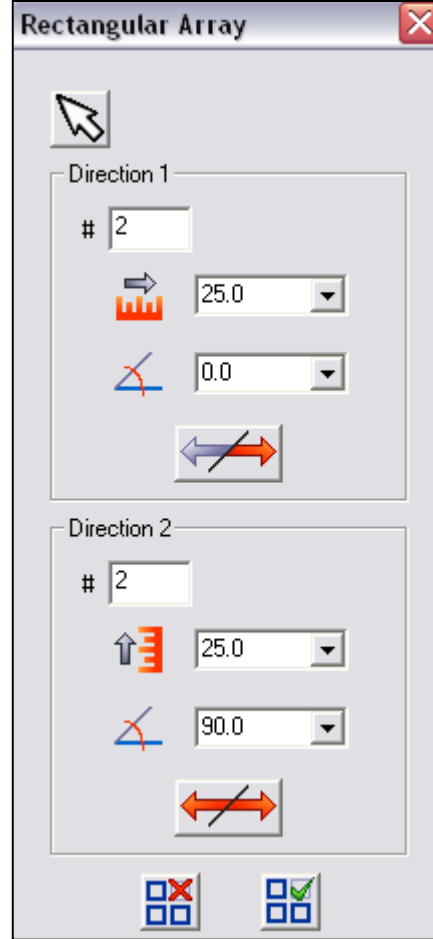 Rectangular Array
Direction 1
# 2
25.0
0.0
Direction 2
# 2
25.0
90.0